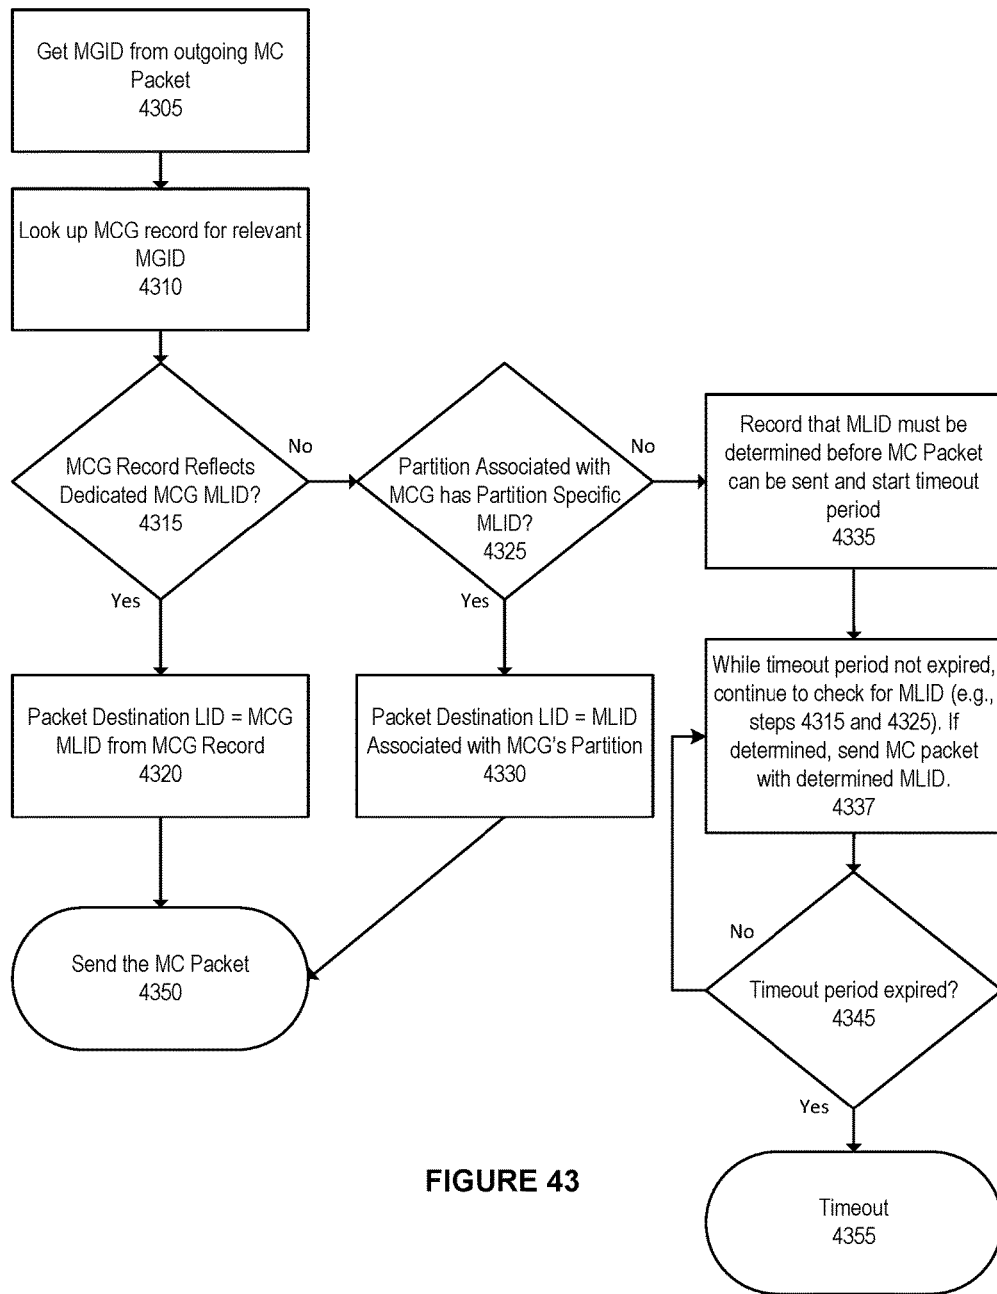 Get MGID from outgoing MC
Packet
4305
Look up MCG record for relevant
MGID
4310
MCG Record Reflects
Dedicated MCG MLID?
4315
No
Yes
Partition Associated with
MCG has Partition Specific
MLID?
4325
No
Yes
Record that MLID must be
determined before MC Packet
can be sent and start timeout
period
4335
Packet Destination LID = MCG
MLID from MCG Record
4320
Packet Destination LID = MLID
Associated with MCG's Partition
4330
While timeout period not expired,
continue to check for MLID (e.g.,
steps 4315 and 4325). If
determined, send MC packet
with determined MLID.
4337
Send the MC Packet
4350
No
Timeout period expired?
4345
Yes
Timeout
4355
FIGURE 43